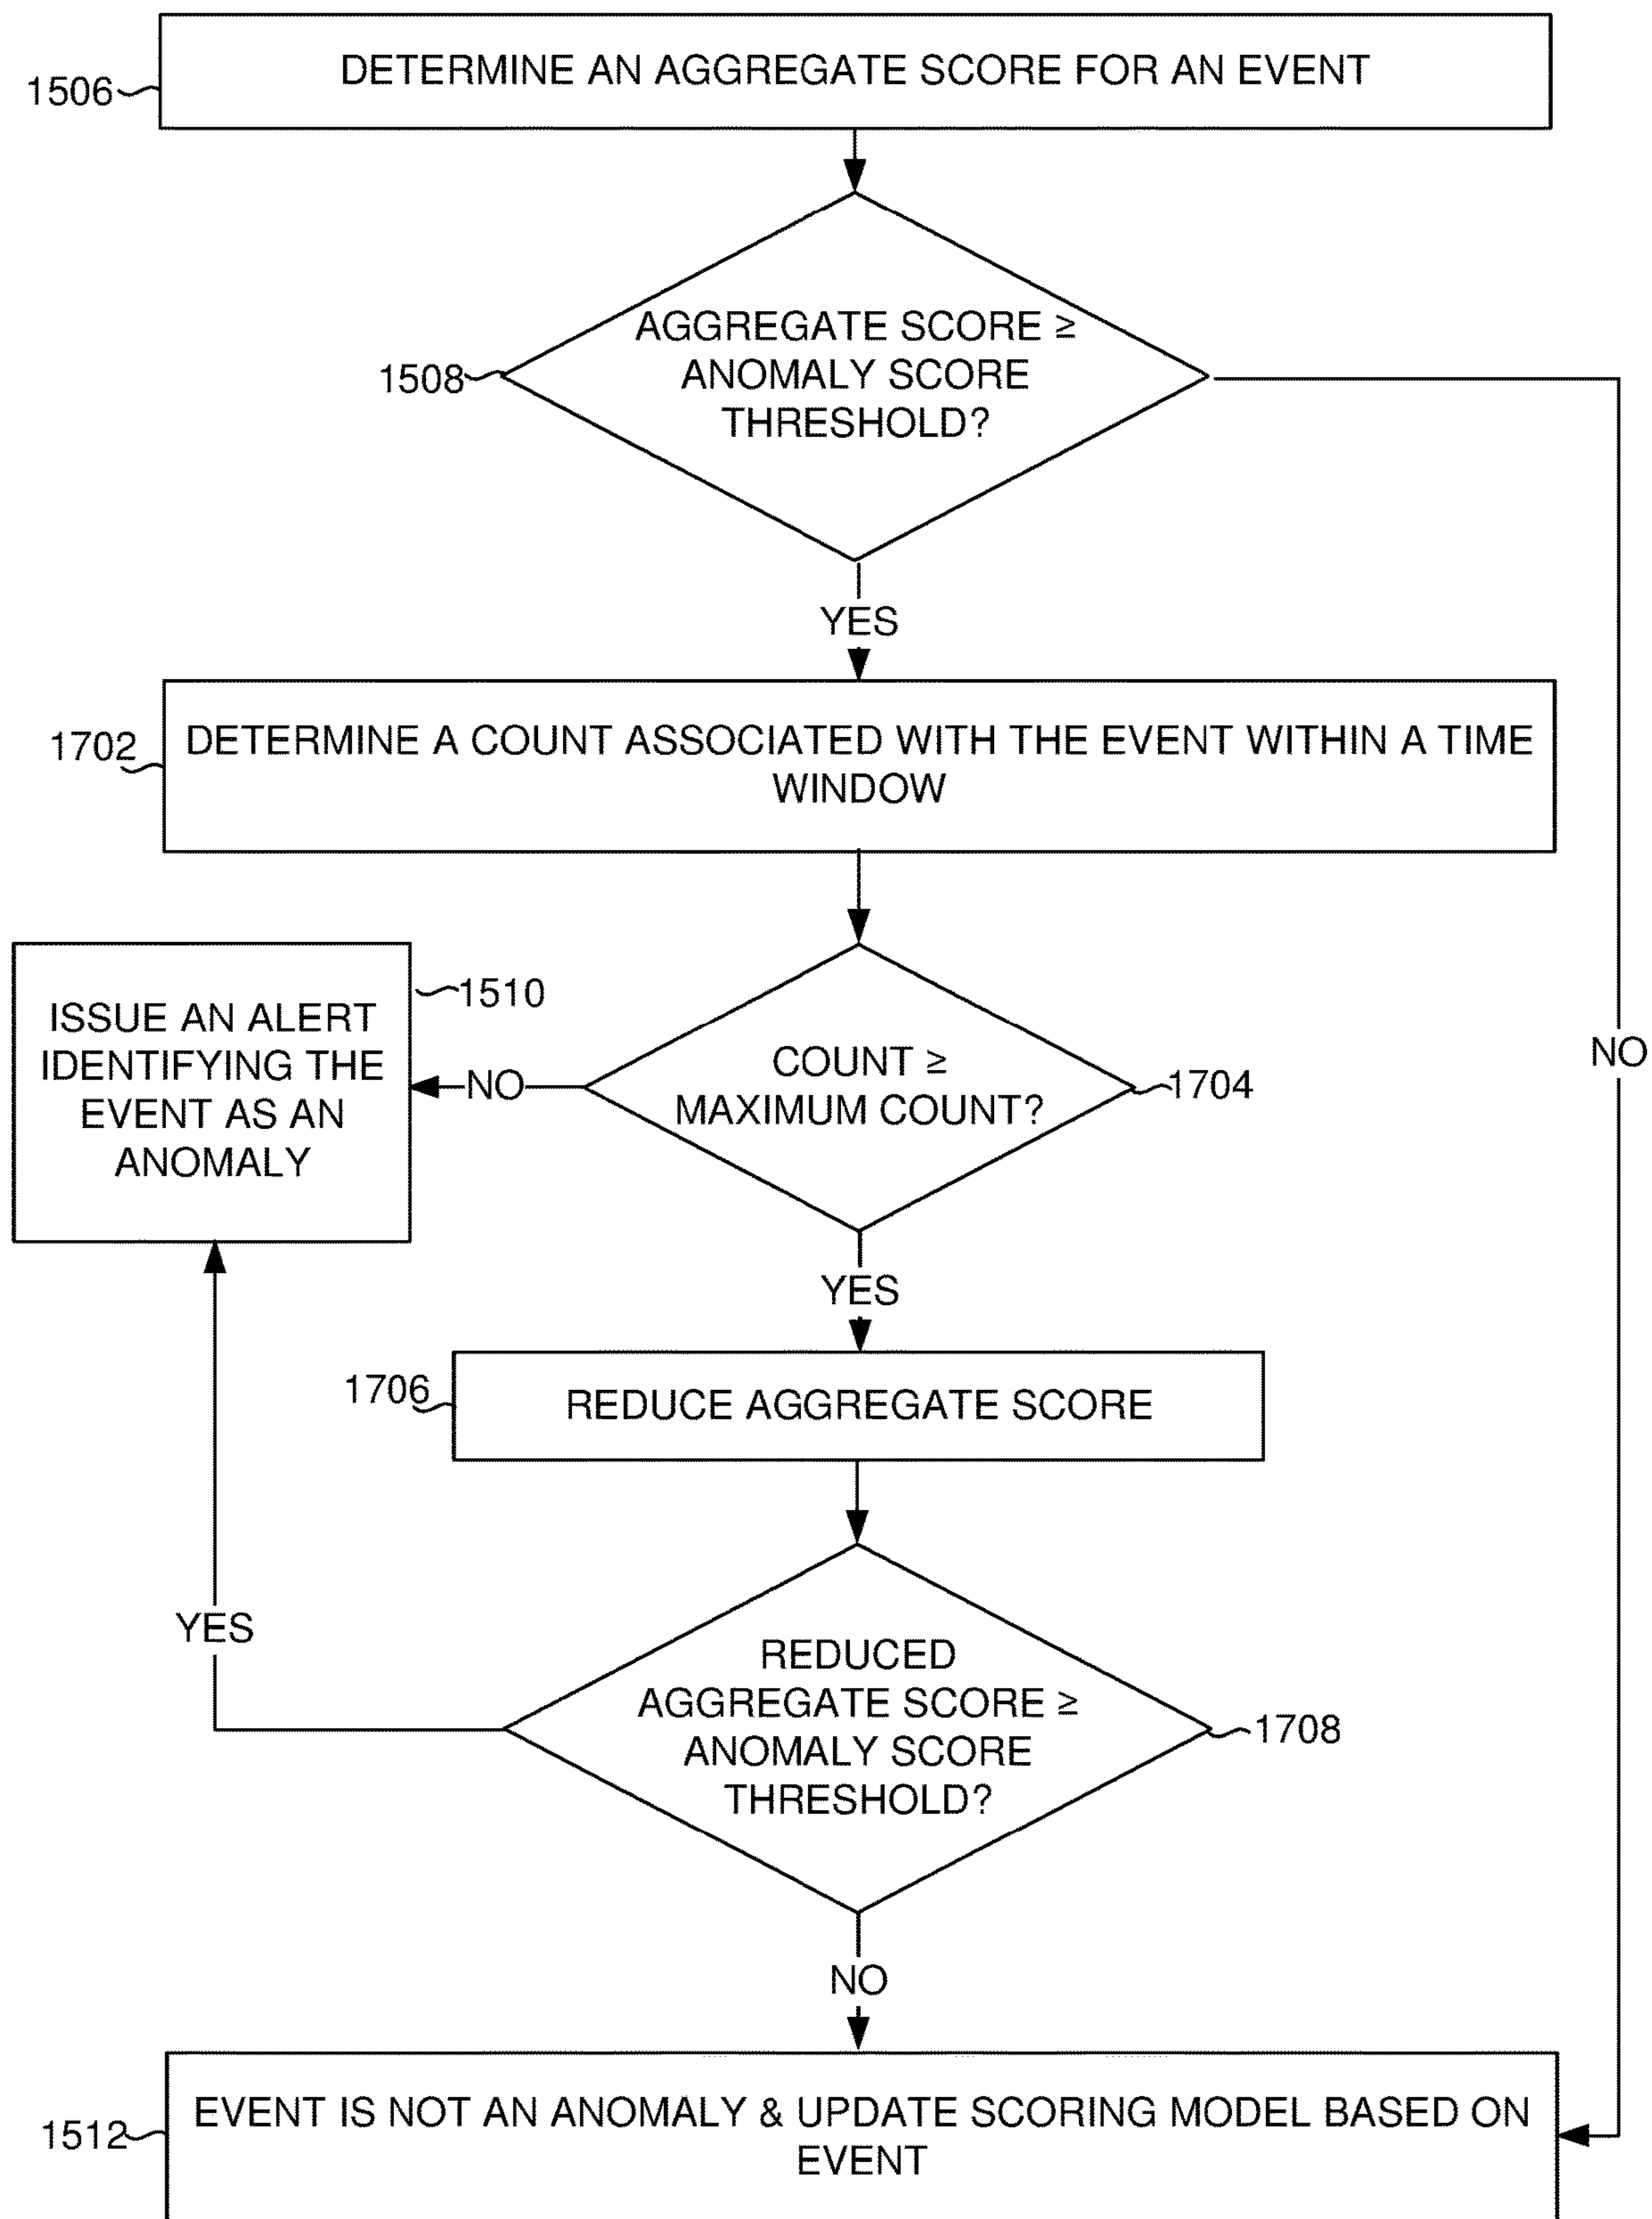 DETERMINE AN AGGREGATE SCORE FOR AN EVENT
1506
AGGREGATE SCORE ≥
ANOMALY SCORE
THRESHOLD?
1508
YES
NO
1702
DETERMINE A COUNT ASSOCIATED WITH THE EVENT WITHIN A TIME
WINDOW
ISSUE AN ALERT
IDENTIFYING THE
EVENT AS AN
ANOMALY
1510
NO
COUNT ≥
MAXIMUM COUNT?
1704
YES
1706
REDUCE AGGREGATE SCORE
YES
REDUCED
AGGREGATE SCORE ≥
ANOMALY SCORE
THRESHOLD?
1708
NO
1512
EVENT IS NOT AN ANOMALY & UPDATE SCORING MODEL BASED ON
EVENT